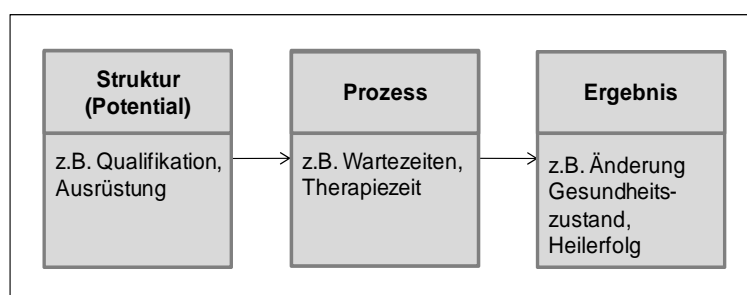 Struktur
(Potential)
z.B. Qualifikation,
Ausrüstung
Prozess
z.B. Wartezeiten,
Therapiezeit
Ergebnis
z.B. Änderung
Gesundheits-
zustand,
Heilerfolg